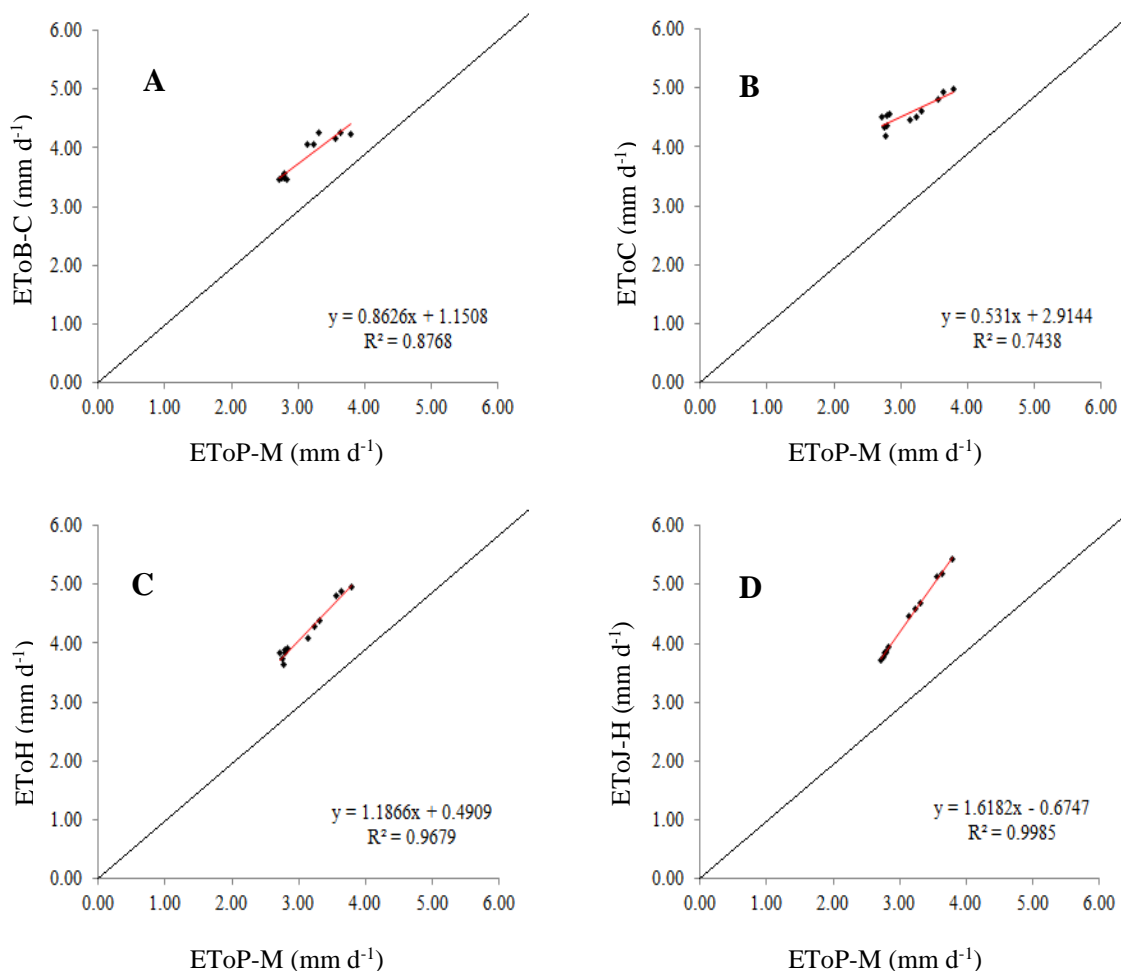 6.00
5.00
4.00
3.00
2.00
1.00
0.00
0.00 1.00 2.00 3.00 4.00 5.00 6.00
A
EToB-C (mm d-1)
y = 0.8626x + 1.1508
R² = 0.8768
EToP-M (mm d-1)
6.00
5.00
4.00
3.00
2.00
1.00
0.00
0.00 1.00 2.00 3.00 4.00 5.00 6.00
B
EToC (mm d-1)
y = 0.531x + 2.9144
R² = 0.7438
EToP-M (mm d-1)
6.00
5.00
4.00
3.00
2.00
1.00
0.00
0.00 1.00 2.00 3.00 4.00 5.00 6.00
C
EToH (mm d-1)
y = 1.1866x + 0.4909
R² = 0.9679
EToP-M (mm d-1)
6.00
5.00
4.00
3.00
2.00
1.00
0.00
0.00 1.00 2.00 3.00 4.00 5.00 6.00
D
EToJ-H (mm d-1)
y = 1.6182x - 0.6747
R² = 0.9985
EToP-M (mm d-1)